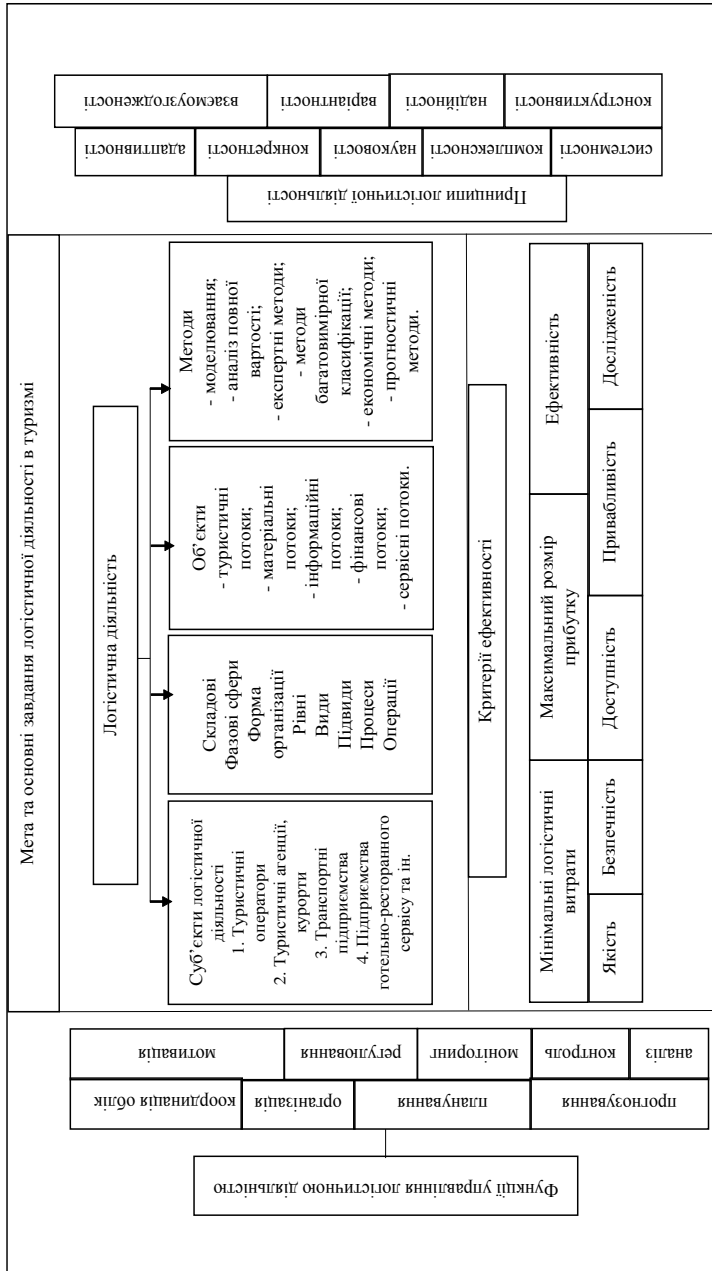 Мета та основні завдання логістичної діяльності в туризмі
Функції управління логістичною діяльністю
координація облік
організація
планування
прогнозування
мотивація
регулювання
моніторинг
контроль
аналіз
Логістична діяльність
Суб’єкти логістичної
діяльності
1. Туристичні
оператори
2. Туристичні агенції,
курорти
3. Транспортні
підприємства
4. Підприємства
готельно-ресторанного
сервісу та ін.
Складові
Фазові сфери
Форма
організації
Рівні
Види
Підвиди
Процеси
Операції
Об’єкти
- туристичні
потоки;
- матеріальні
потоки;
- інформаційні
потоки;
- фінансові
потоки;
- сервісні потоки.
Методи
- моделювання;
- аналіз повної
вартості;
- експертні методи;
- методи
багатовимірної
класифікації;
- економічні методи;
- прогностичні
методи.
Критерії ефективності
Мінімальні логістичні
витрати
Максимальний розмір
прибутку
Ефективність
Якість
Безпечність
Доступність
Привабливість
Дослідженість
Принципи логістичної діяльності
адаптивності
конкретності
науковості
комплексності
системності
взаємоузгодженості
варіантності
надійності
конструктивності